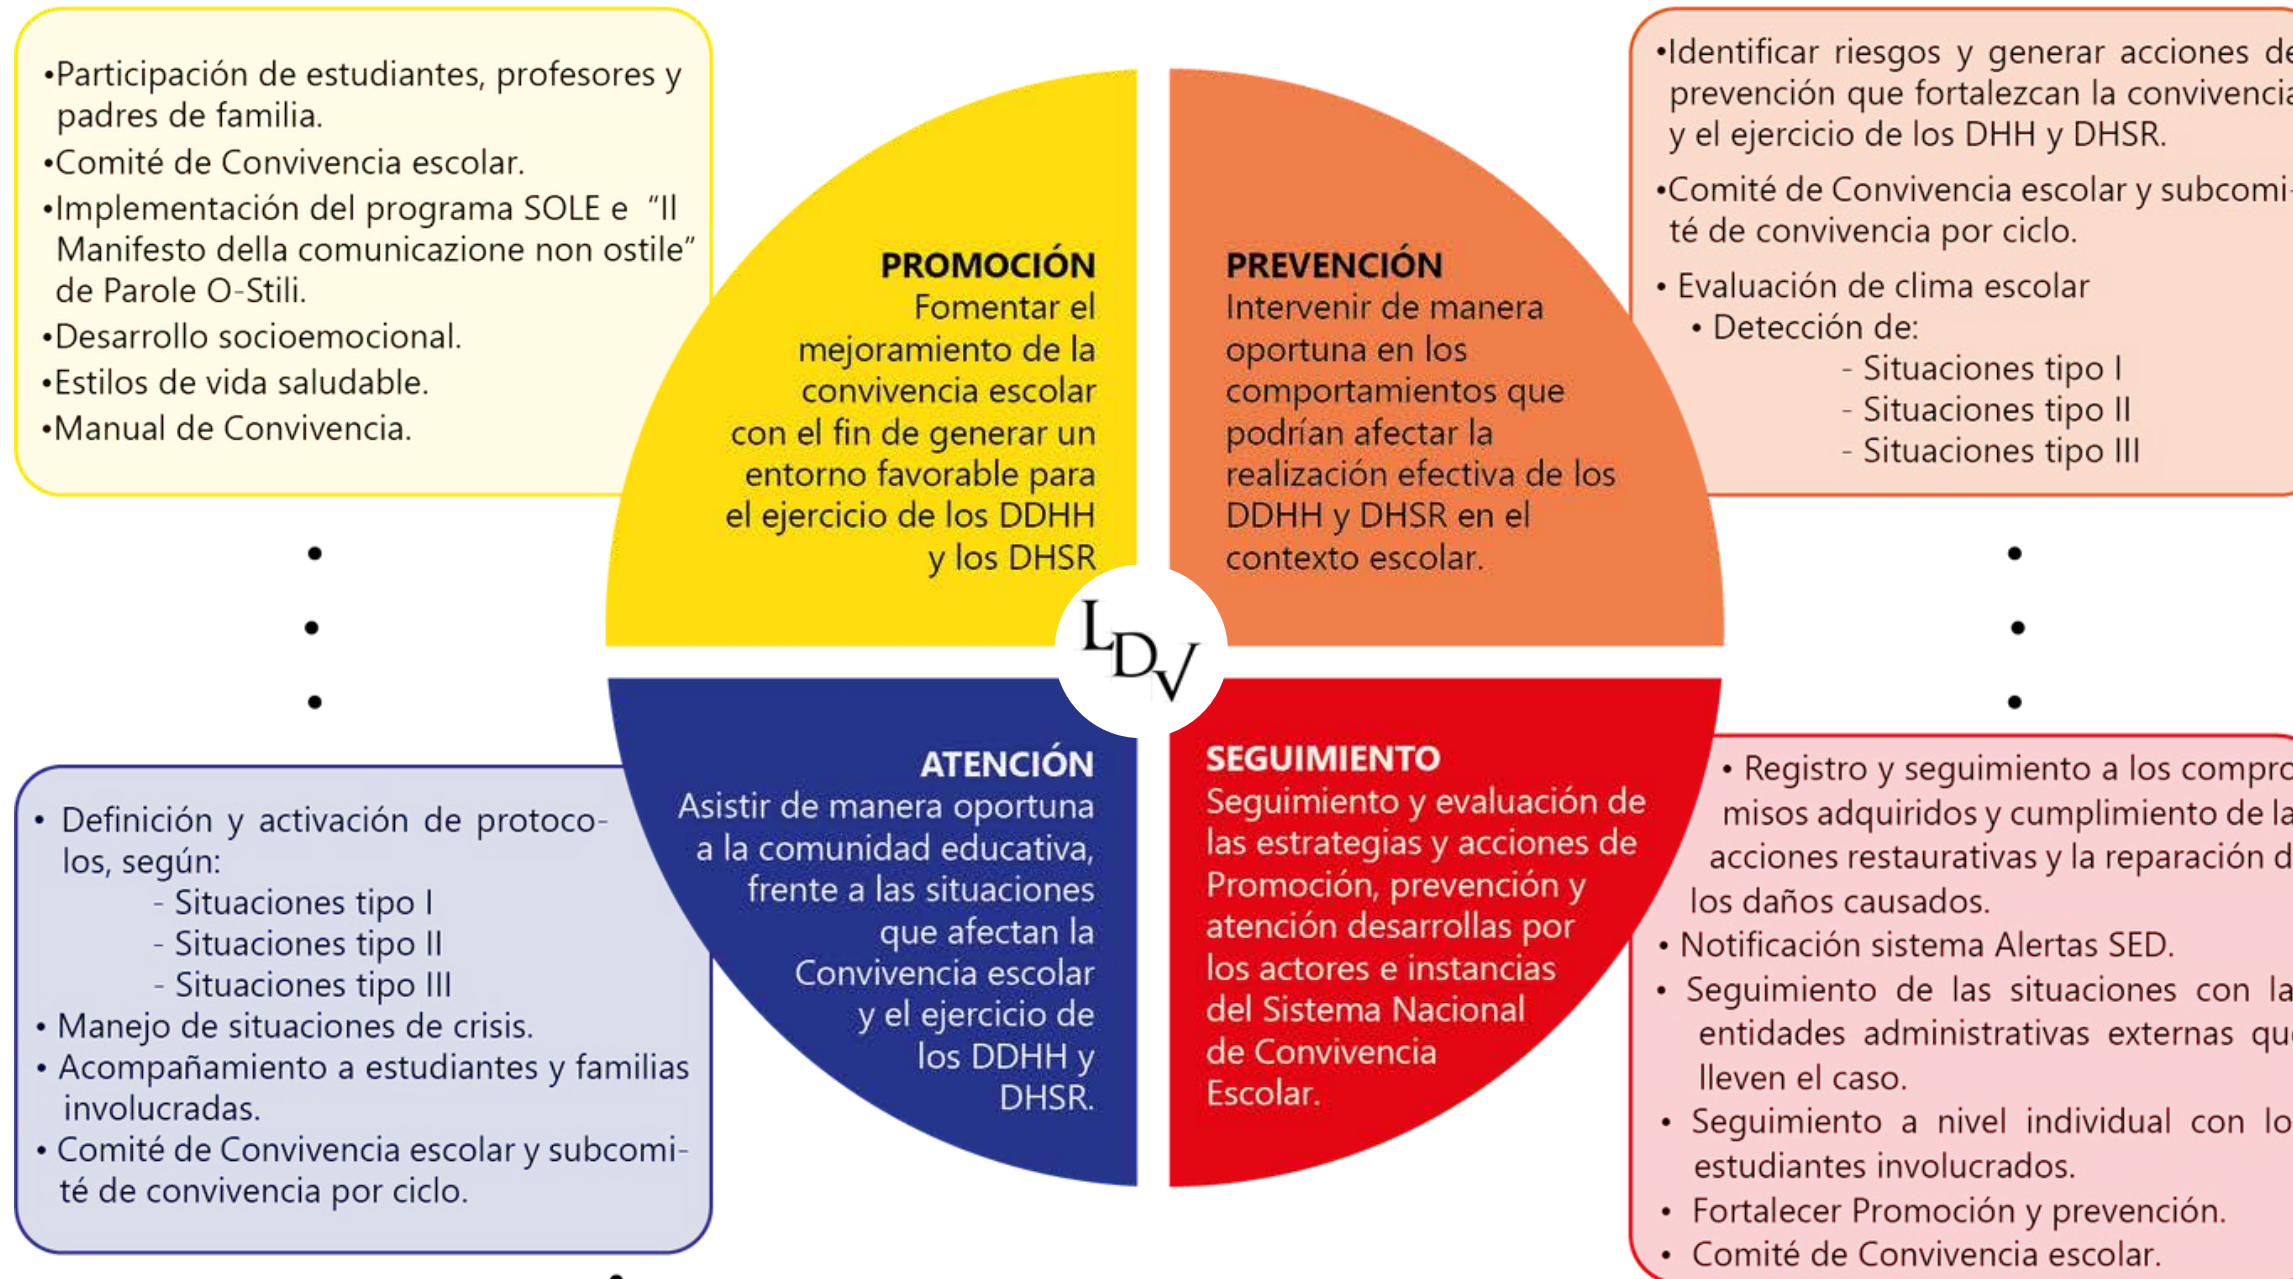 •Participación de estudiantes, profesores y
padres de familia.
•Comité de Convivencia escolar.
•Implementación del programa SOLE e "Il
Manifesto della comunicazione non ostile"
de Parole O-Stili.
•Desarrollo socioemocional.
•Estilos de vida saludable.
•Manual de Convivencia.
PROMOCIÓN
Fomentar el
mejoramiento de la
convivencia escolar
con el fin de generar un
entorno favorable para
el ejercicio de los DDHH
y los DHSR
PREVENCIÓN
Intervenir de manera
oportuna en los
comportamientos que
podrían afectar la
realización efectiva de los
DDHH y DHSR en el
contexto escolar.
•Identificar riesgos y generar acciones de
prevención que fortalezcan la convivencia
y el ejercicio de los DHH y DHSR.
•Comité de Convivencia escolar y subcomi-
té de convivencia por ciclo.
• Evaluación de clima escolar
• Detección de:
- Situaciones tipo I
- Situaciones tipo II
- Situaciones tipo III
LDV
• Definición y activación de protoco-
los, según:
- Situaciones tipo I
- Situaciones tipo II
- Situaciones tipo III
• Manejo de situaciones de crisis.
• Acompañamiento a estudiantes y familias
involucradas.
• Comité de Convivencia escolar y subcomi-
té de convivencia por ciclo.
ATENCIÓN
Asistir de manera oportuna
a la comunidad educativa,
frente a las situaciones
que afectan la
Convivencia escolar
y el ejercicio de
los DDHH y
DHSR.
SEGUIMIENTO
Seguimiento y evaluación de
las estrategias y acciones de
Promoción, prevención y
atención desarrollas por
los actores e instancias
del Sistema Nacional
de Convivencia
Escolar.
• Registro y seguimiento a los compro
misos adquiridos y cumplimiento de la
acciones restaurativas y la reparación d
los daños causados.
• Notificación sistema Alertas SED.
• Seguimiento de las situaciones con la
entidades administrativas externas que
lleven el caso.
• Seguimiento a nivel individual con lo
estudiantes involucrados.
• Fortalecer Promoción y prevención.
• Comité de Convivencia escolar.